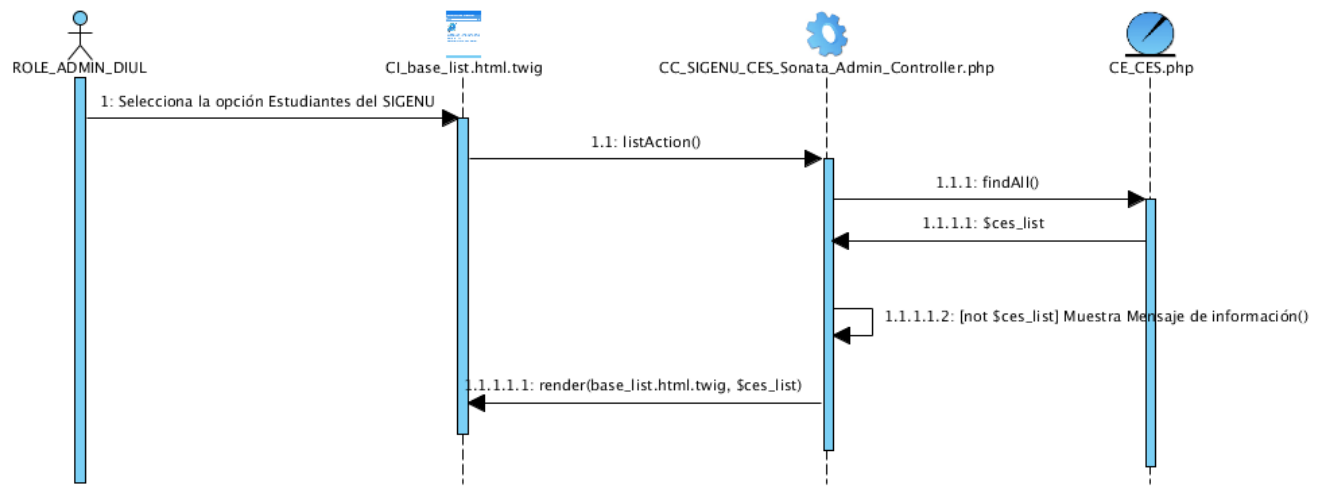 ROLE_ADMIN_DIUL
CI_base_list.html.twig
CC_SIGENU_CES_Sonata_Admin_Controller.php
CE_CES.php
1: Selecciona la opción Estudiantes del SIGENU
1.1: listAction()
1.1.1: findAll()
1.1.1.1: $ces_list
1.1.1.1.2: [not $ces_list] Muestra Mensaje de información()
1.1.1.1.1: render(base_list.html.twig, $ces_list)